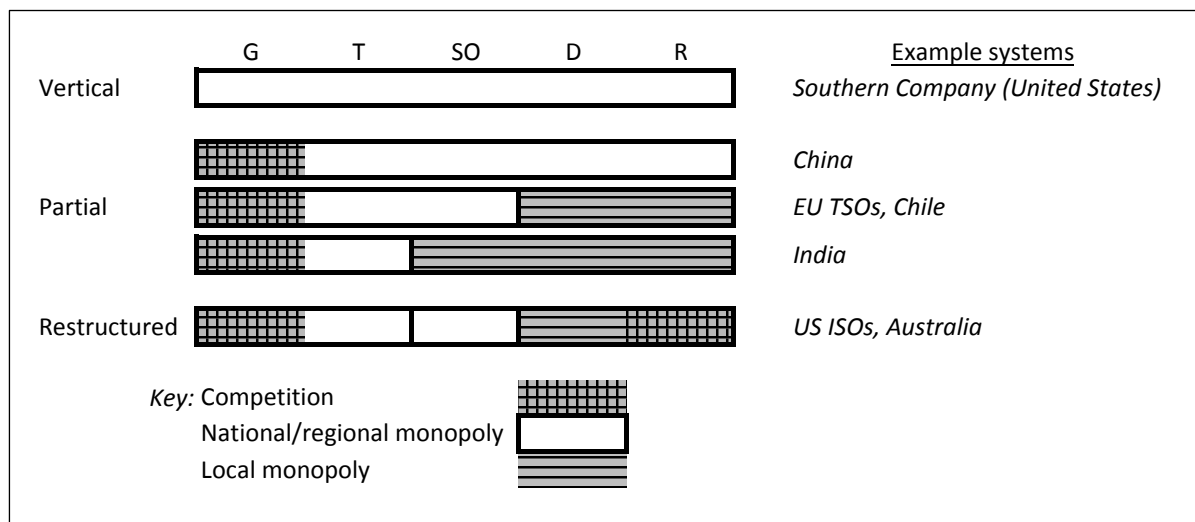 G T SO D R Example systems
Vertical Southern Company (United States)
China
Partial EU TSOs, Chile
India
Restructured US ISOs, Australia
Key: Competition
National/regional monopoly
Local monopoly